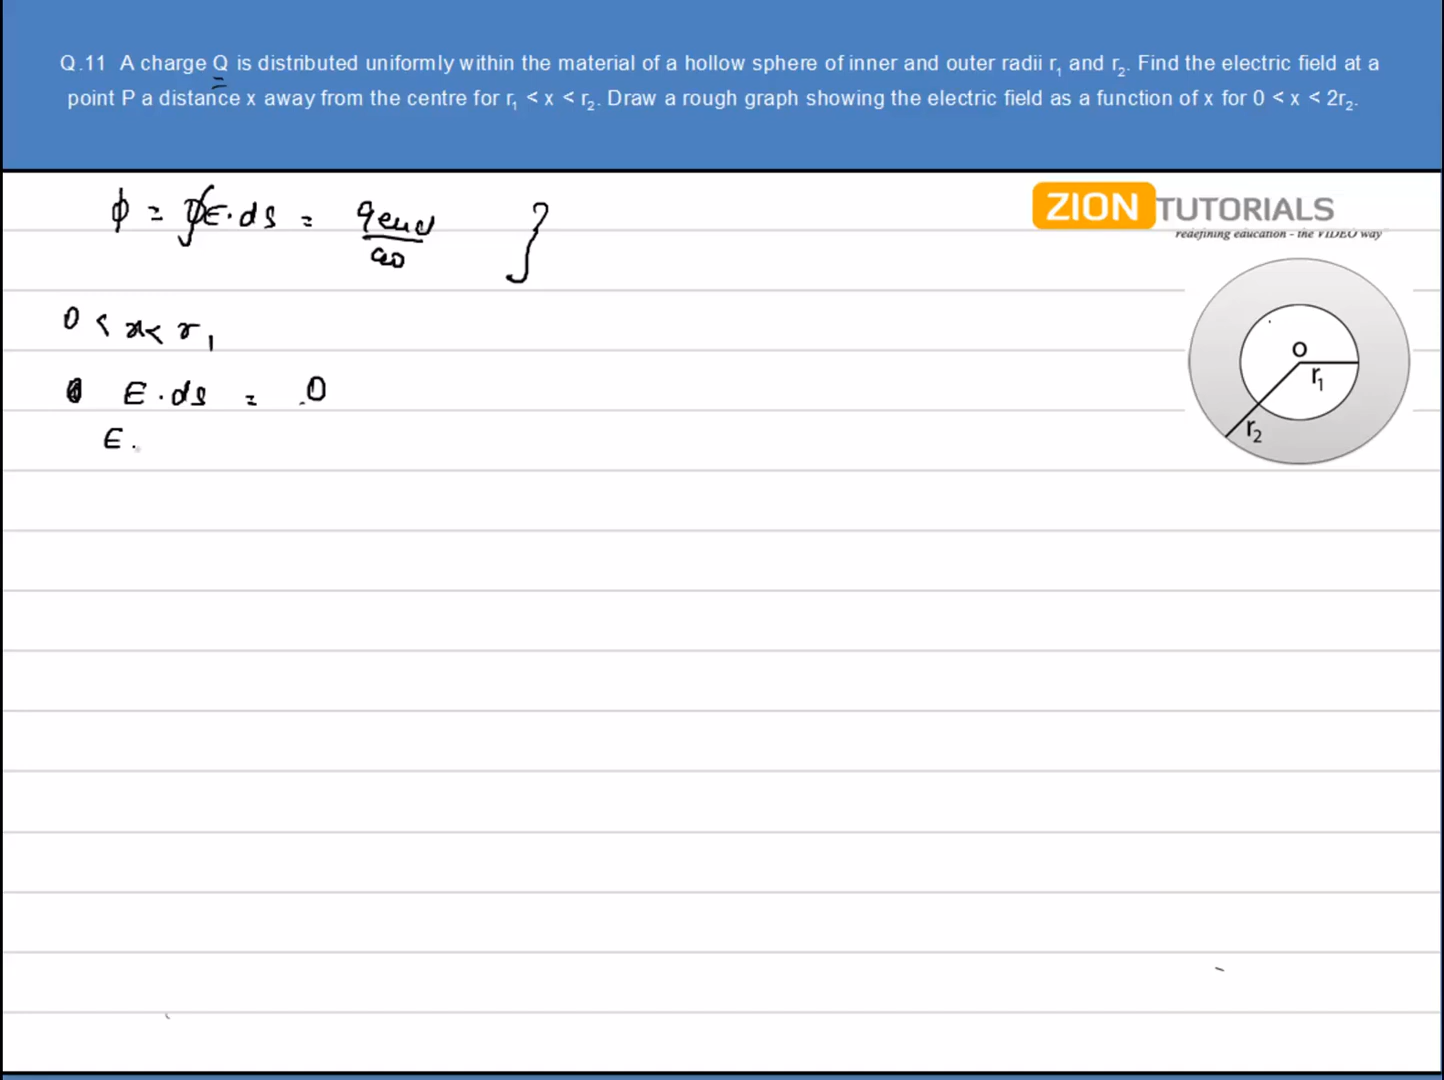 Q.11 A charge Q is distributed uniformly within the material of a hollow sphere of inner and outer radii r₁ and r₂. Find the electric field at a
point P a distance x away from the centre for r₁ < x < r₂. Draw a rough graph showing the electric field as a function of x for 0 < x < 2r₂.
ZION TUTORIALS
redefining education - the VIDEO way
ϕ = ∮E.ds = qencl/ε0 }
0 < x < r₁
E.ds = 0
E.
O
r₁
r₂